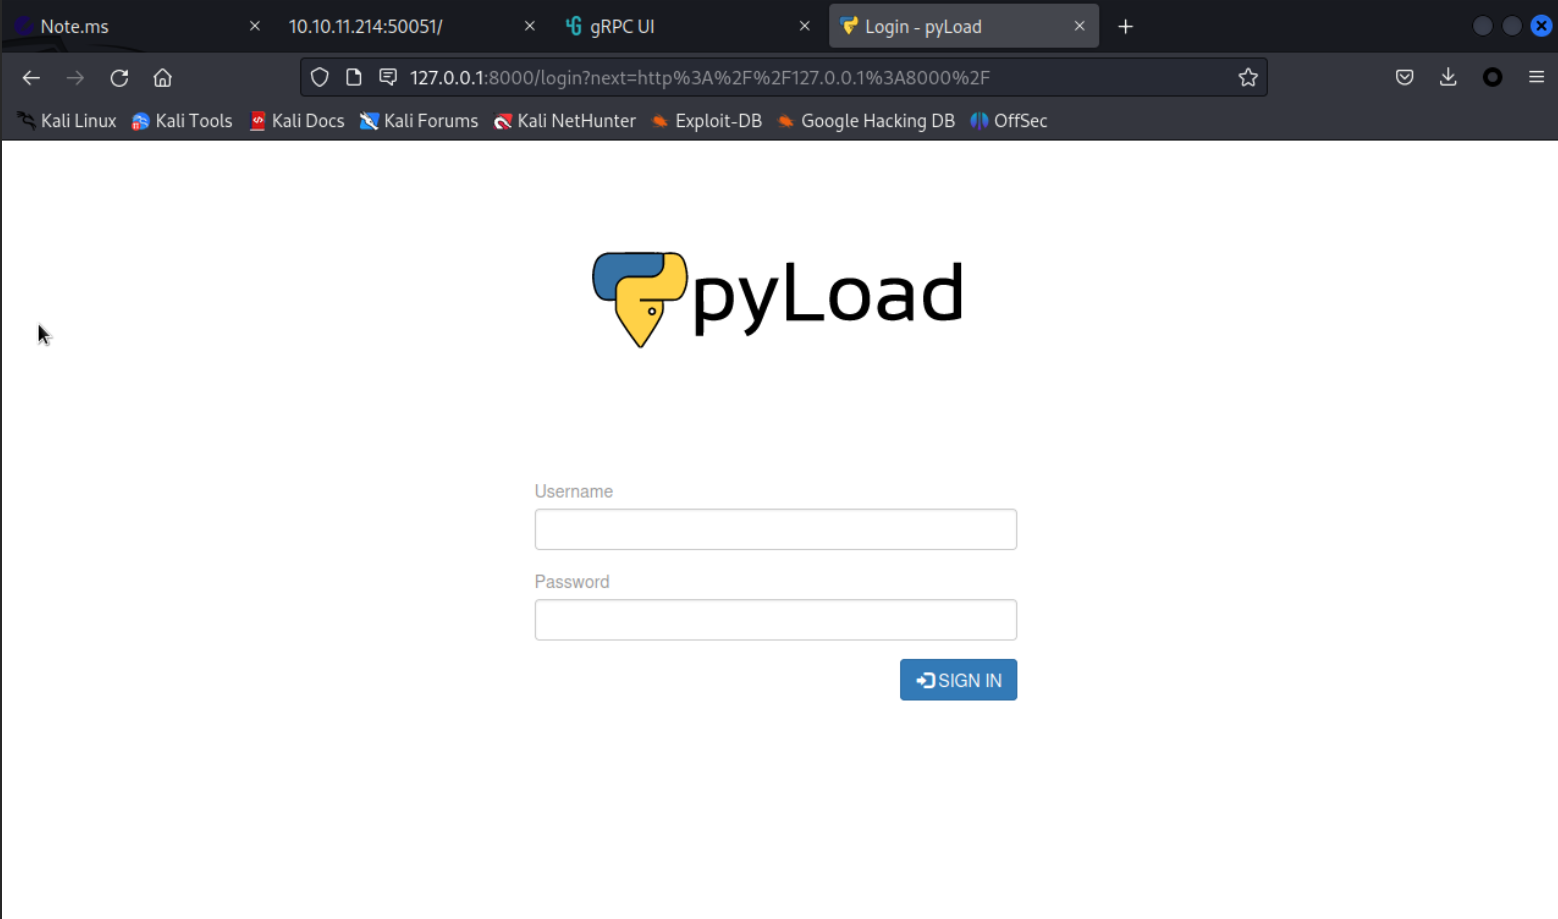 Note.ms
10.10.11.214:50051/
gRPC UI
Login - pyLoad
127.0.0.1:8000/login?next=http%3A%2F%2F127.0.0.1%3A8000%2F
Kali Linux Kali Tools Kali Docs Kali Forums Kali NetHunter Exploit-DB Google Hacking DB OffSec
pyLoad
Username
Password
SIGN IN